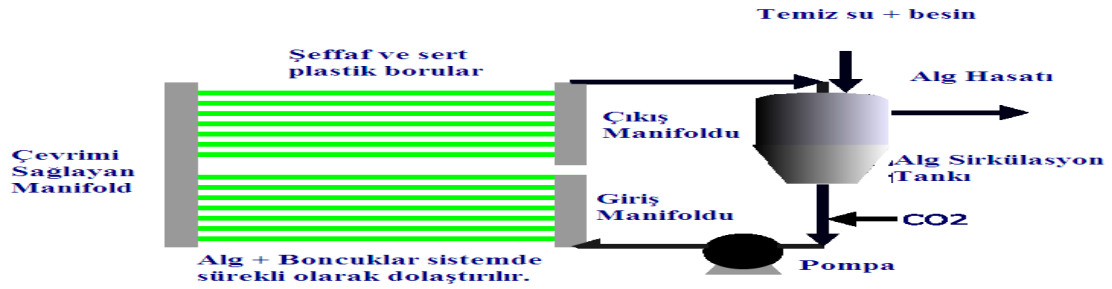 Temiz su + besin
Şeffaf ve sert
plastik borular
Alg Hasatı
Çıkış
Manifoldu
Çevrimi
Sağlayan
Manifold
Alg Sirkülasyon
Tankı
Giriş
Manifoldu
CO2
Alg + Boncuklar sistemde
sürekli olarak dolaştırılır.
Pompa